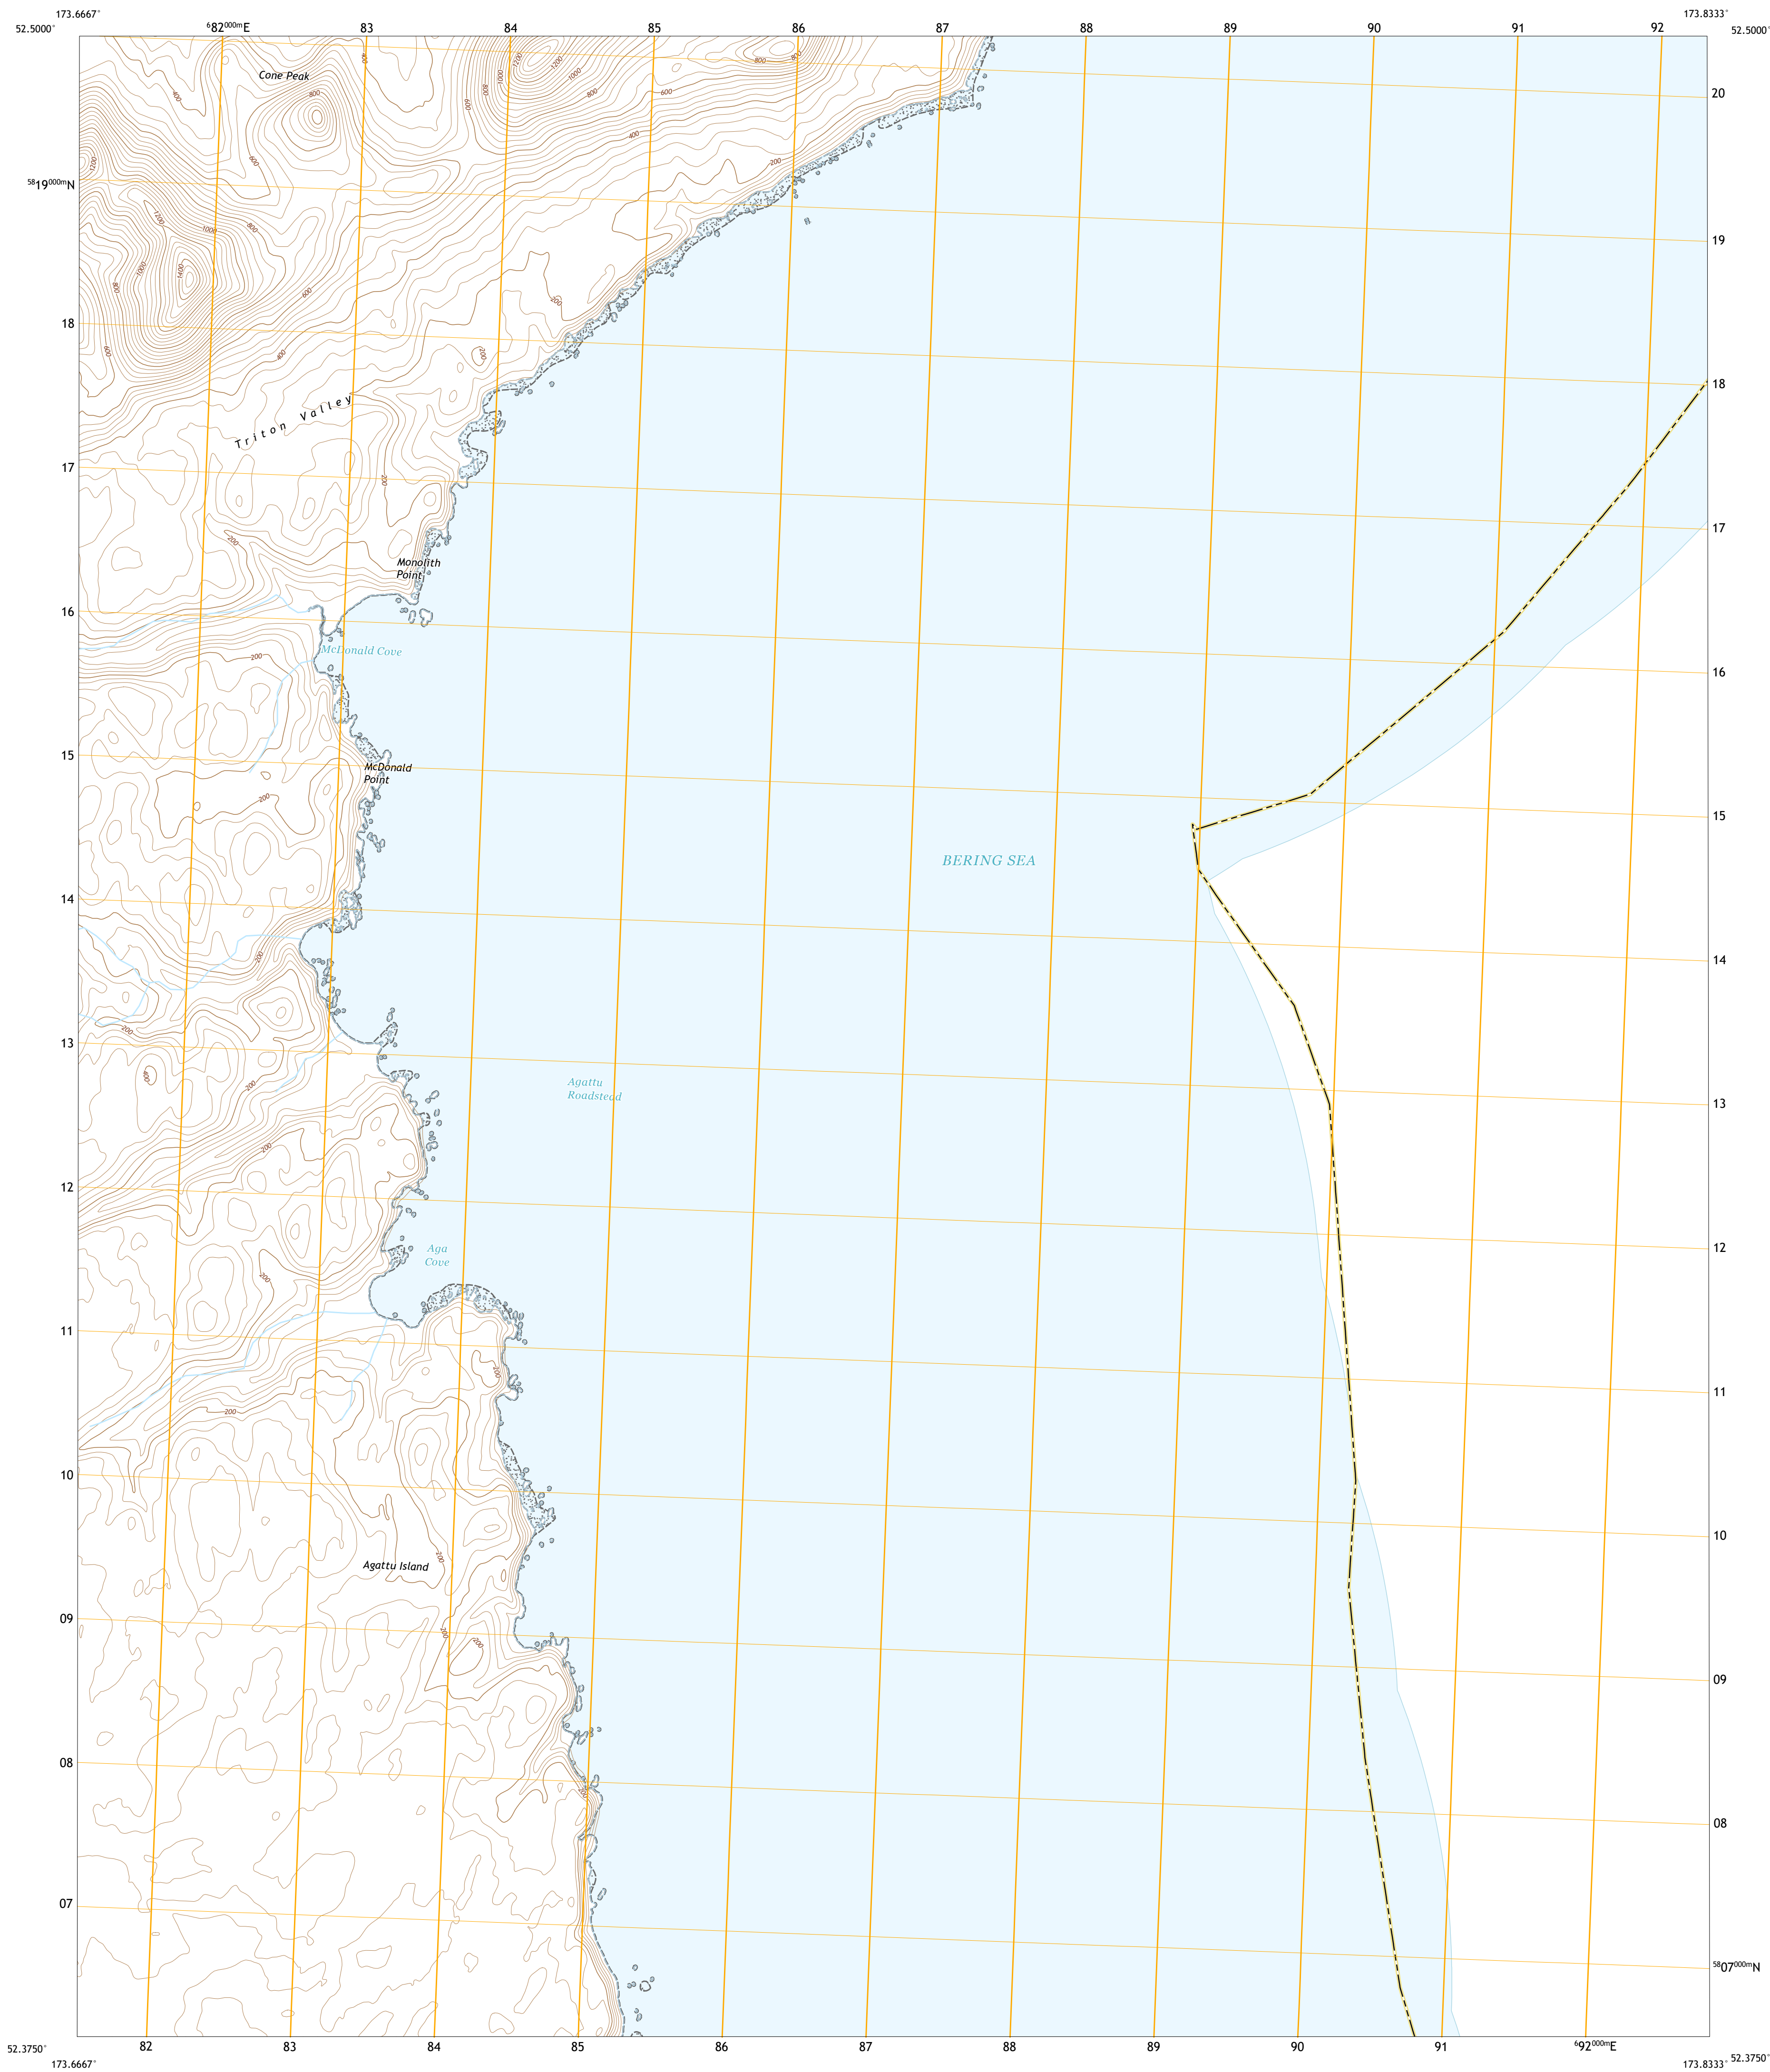 173.6667°
173.8333°
52.5000°
⁶82⁰⁰⁰ᵐE 83 84 85 86 87 88 89 90 91 92
52.5000°
Cone Peak
20
⁵⁸19⁰⁰⁰ᵐN
19
18
18
Triton Valley
17
17
Monolith
Point
16
McDonald Cove
16
15
McDonald
Point
15
BERING SEA
14
14
13
Agattu
Roadstead
13
12
Aga
Cove
12
11
11
10
10
Agattu Island
09
09
08
08
07
⁵⁸07⁰⁰⁰ᵐN
82 83 84 85 86 87 88 89 90 91 ⁶92⁰⁰⁰ᵐE
52.3750°
52.3750°
173.6667°
173.8333°